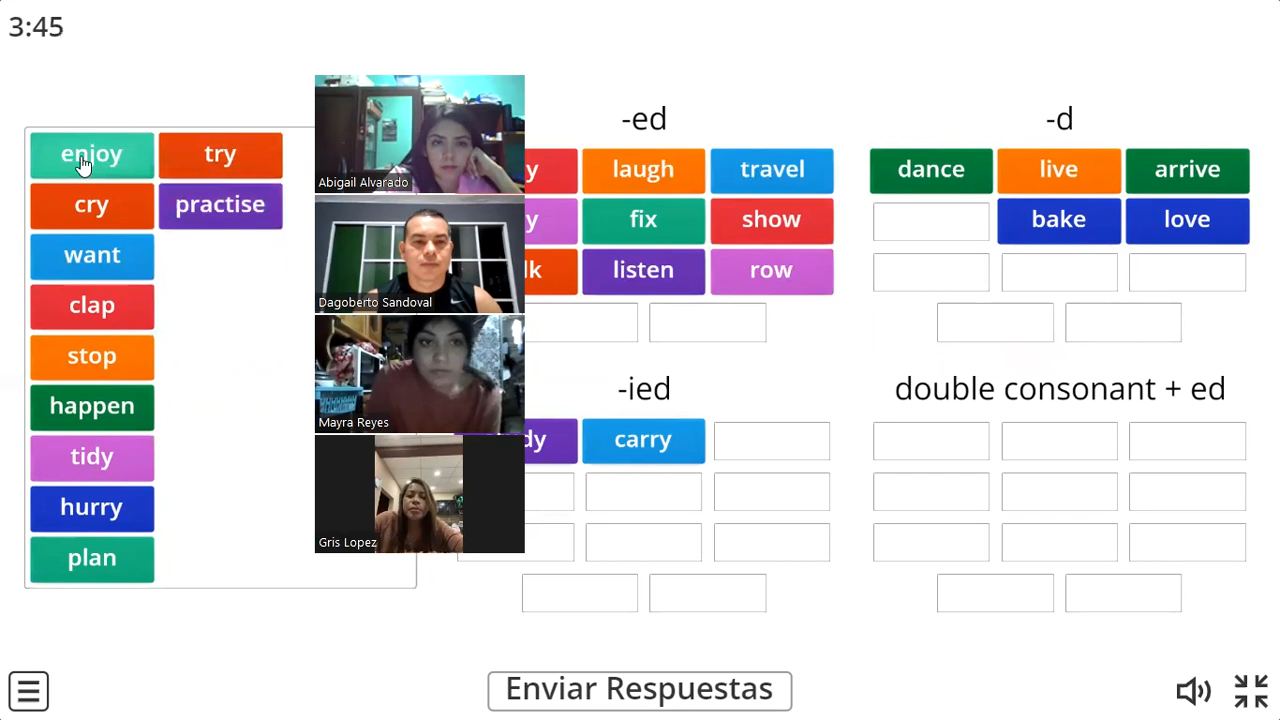 3:45
-ed
-d
enjoy try
cry practise
want
clap
stop
happen
tidy
hurry
plan
Abigail Alvarado
Dagoberto Sandoval
Mayra Reyes
Gris Lopez
y laugh travel
y fix show
lk listen row
dance live arrive
bake love
-ied
double consonant + ed
dy carry
Enviar Respuestas